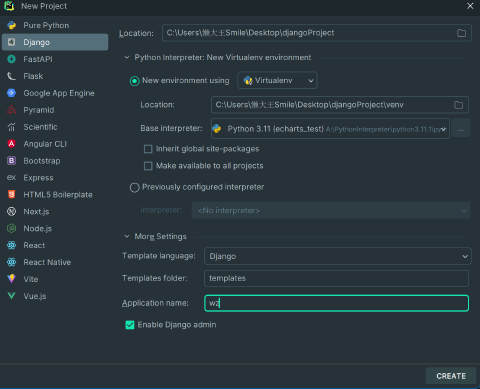 New Project
Pure Python
Django
FastAPI
Flask
Google App Engine
Pyramid
Scientific
Angular CLI
Bootstrap
Express
HTML5 Boilerplate
Next.js
Node.js
React
React Native
Vite
Vue.js
Location: C:\Users\懒大王Smile\Desktop\djangoProject
Python Interpreter: New Virtualenv environment
New environment using Virtualenv
Location: C:\Users\懒大王Smile\Desktop\djangoProject\venv
Base interpreter: Python 3.11 (echarts_test) A:\PythonInterpreter\python3.11.1\pyt
...
Inherit global site-packages
Make available to all projects
Previously configured interpreter
Interpreter: <No interpreter>
More Settings
Template language: Django
Templates folder: templates
Application name: wz
Enable Django admin
CREATE